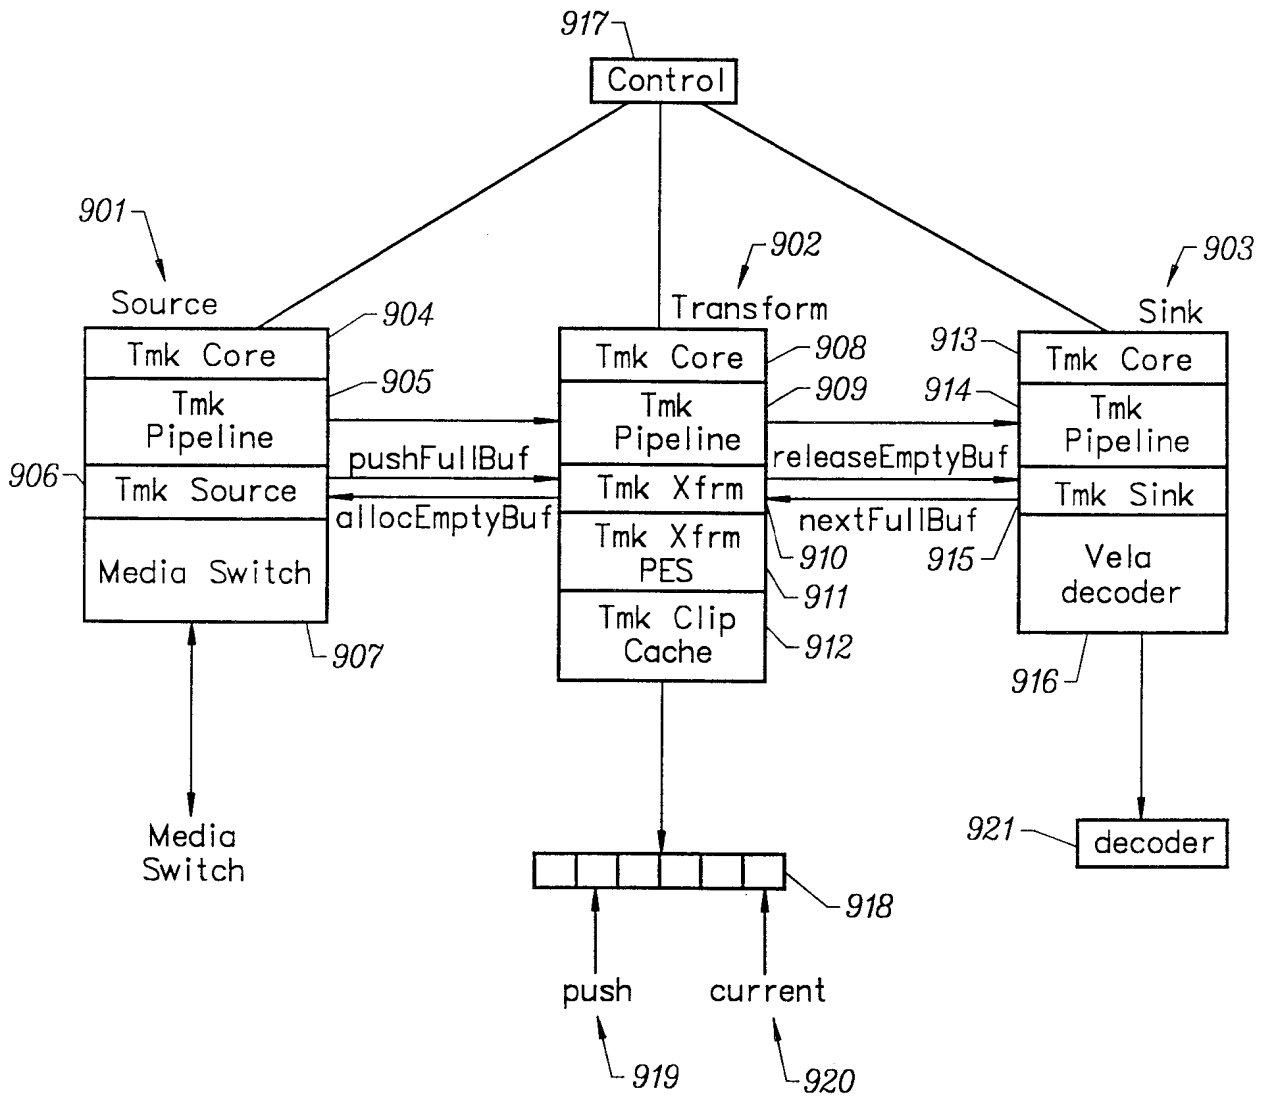 917
Control
901
902
903
Source
Transform
Sink
904
Tmk Core
905
Tmk
Pipeline
906
Tmk Source
Media Switch
907
pushFullBuf
allocEmptyBuf
Tmk Core
908
Tmk
Pipeline
909
Tmk Xfrm
910
Tmk Xfrm
PES
911
Tmk Clip
Cache
912
releaseEmptyBuf
nextFullBuf
913
Tmk Core
914
Tmk
Pipeline
Tmk Sink
915
Vela
decoder
916
Media
Switch
921
decoder
918
push
current
919
920